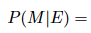 P(M|E) =